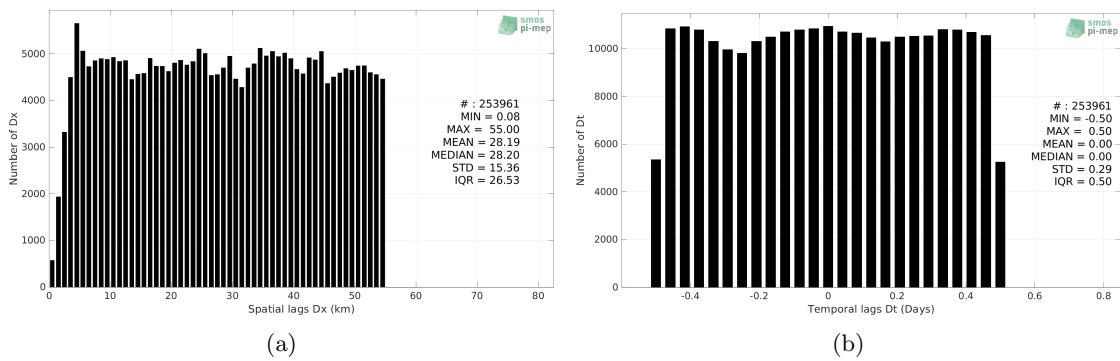 smos
pi-mep
5000
4000
3000
2000
1000
0
Number of Dx
# : 253961
MIN = 0.08
MAX = 55.00
MEAN = 28.19
MEDIAN = 28.20
STD = 15.36
IQR = 26.53
0 10 20 30 40 50 60 70 80
Spatial lags Dx (km)
(a)
smos
pi-mep
10000
8000
6000
4000
2000
0
Number of Dt
# : 253961
MIN = -0.50
MAX = 0.50
MEAN = 0.00
MEDIAN = 0.00
STD = 0.29
IQR = 0.50
-0.4 -0.2 0 0.2 0.4 0.6 0.8
Temporal lags Dt (Days)
(b)